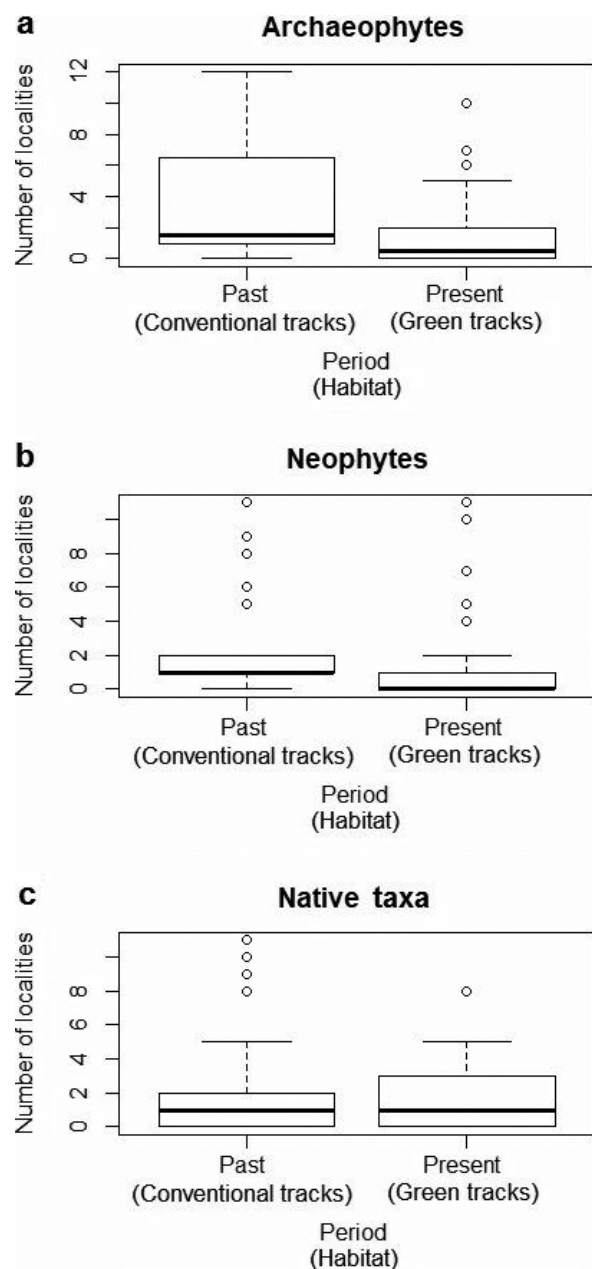 a
Archaeophytes
Number of localities
12
8
4
0
Past
(Conventional tracks)
Present
(Green tracks)
Period
(Habitat)
b
Neophytes
Number of localities
8
6
4
2
0
Past
(Conventional tracks)
Present
(Green tracks)
Period
(Habitat)
c
Native taxa
Number of localities
8
6
4
2
0
Past
(Conventional tracks)
Present
(Green tracks)
Period
(Habitat)